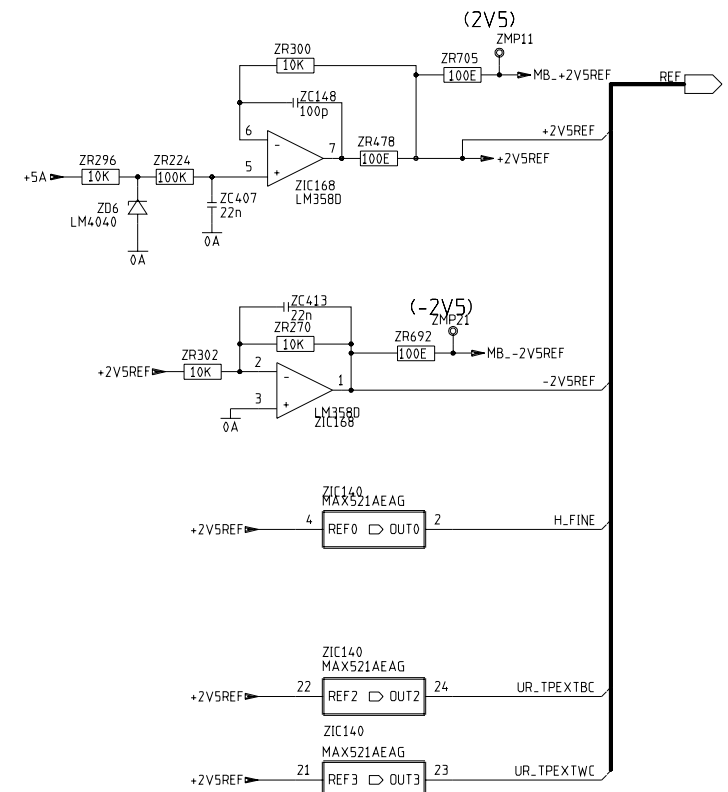 (2V5)
ZMP11
ZR300
10K
ZR705
100E
MB_+2V5REF
REF
ZC148
100p
6
7
ZR478
100E
+2V5REF
+2V5REF
ZR296
ZR224
5
+5A
10K
100K
ZIC168
LM358D
ZC407
22n
ZD6
LM4040
0A
0A
(-2V5)
ZMP21
ZC413
22n
ZR270
10K
ZR692
100E
MB_-2V5REF
ZR302
+2V5REF
10K
2
1
-2V5REF
3
0A
LM358D
ZIC168
ZIC140
MAX521AEAG
4
2
H_FINE
+2V5REF
REF0
OUT0
ZIC140
MAX521AEAG
22
24
UR_TPEXTBC
+2V5REF
REF2
OUT2
ZIC140
MAX521AEAG
21
23
UR_TPEXTWC
+2V5REF
REF3
OUT3